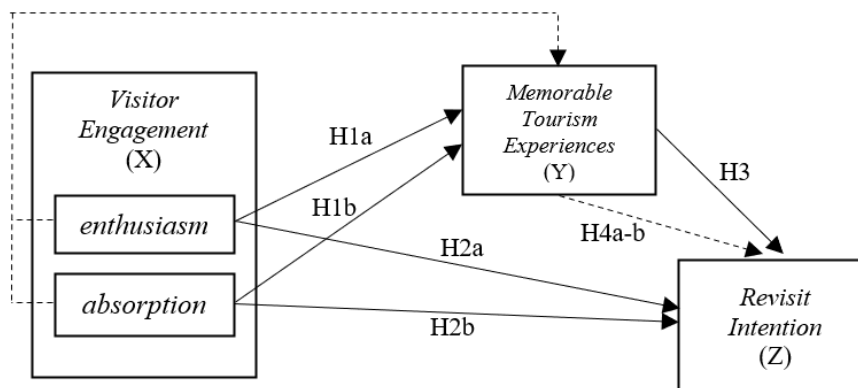 Visitor
Engagement
(X)
enthusiasm
absorption
H1a
H1b
H2a
H2b
Memorable
Tourism
Experiences
(Y)
H3
H4a-b
Revisit
Intention
(Z)